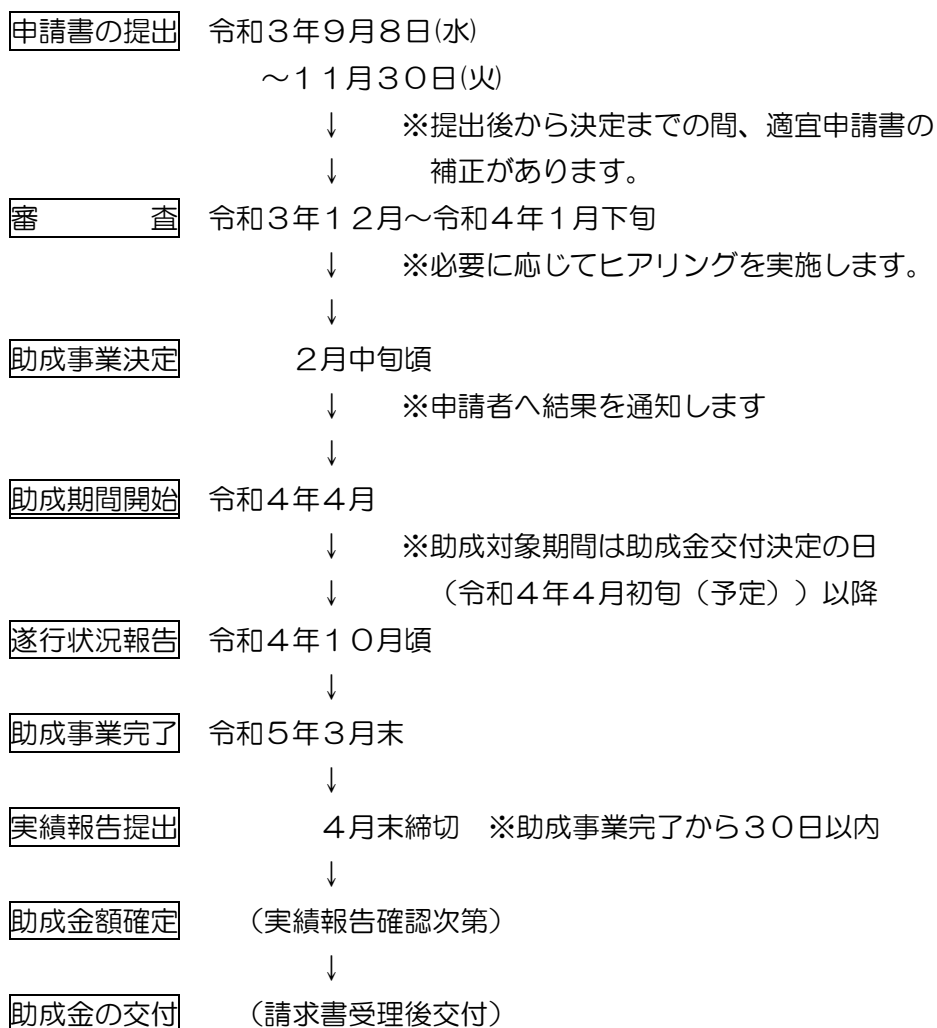 申請書の提出　令和３年９月８日(水)
～１１月３０日(火)
↓　※提出後から決定までの間、適宜申請書の
↓　補正があります。
審　　　査　令和３年１２月～令和４年１月下旬
↓　※必要に応じてヒアリングを実施します。
↓
助成事業決定　２月中旬頃
↓　※申請者へ結果を通知します
↓
助成期間開始　令和４年４月
↓　※助成対象期間は助成金交付決定の日
↓　（令和４年４月初旬（予定））以降
遂行状況報告　令和４年１０月頃
↓
助成事業完了　令和５年３月末
↓
実績報告提出　４月末締切　※助成事業完了から３０日以内
↓
助成金額確定　（実績報告確認次第）
↓
助成金の交付　（請求書受理後交付）